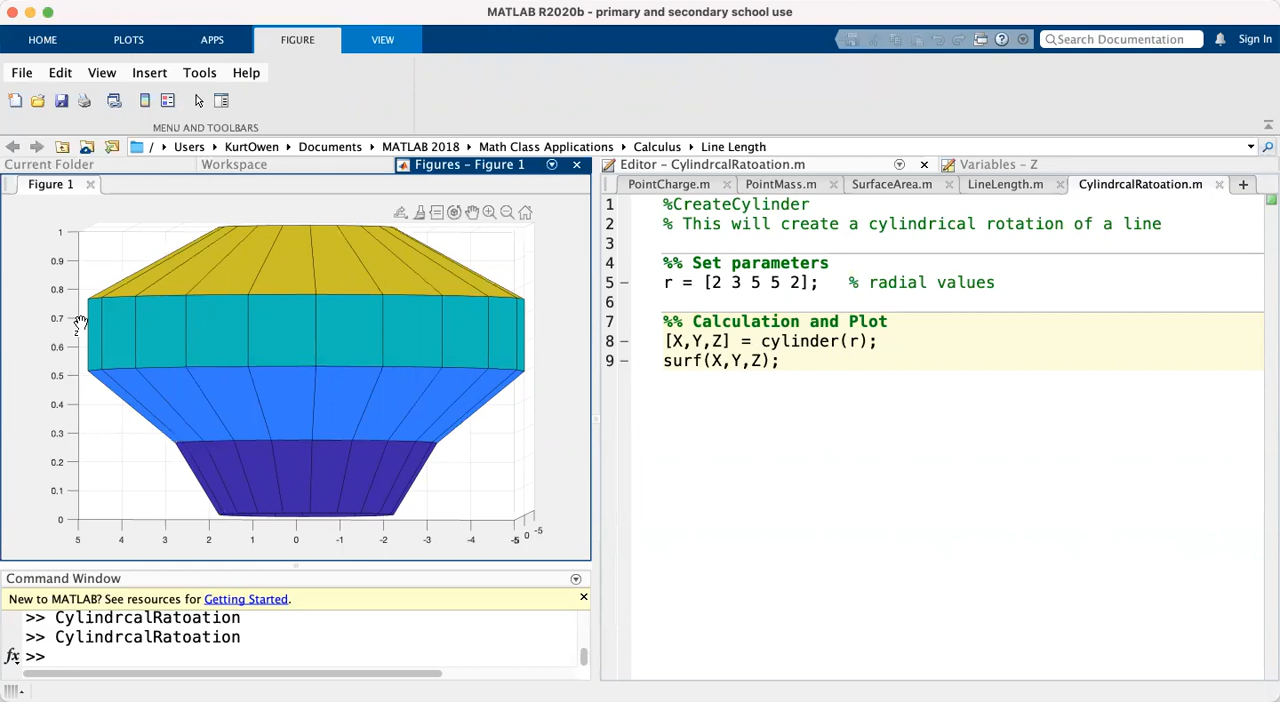 MATLAB R2020b - primary and secondary school use
HOME PLOTS APPS FIGURE VIEW
Search Documentation Sign In
File Edit View Insert Tools Help
MENU AND TOOLBARS
/ Users KurtOwen Documents MATLAB 2018 Math Class Applications Calculus Line Length
Current Folder Workspace Figures - Figure 1
Figure 1
1
0.9
0.8
0.7
0.6
0.5
0.4
0.3
0.2
0.1
0
5 4 3 2 1 0 -1 -2 -3 -4 -5 0 -5
Command Window
New to MATLAB? See resources for Getting Started.
>> CylindrcalRatoation
>> CylindrcalRatoation
fx >>
Editor - CylindrcalRatoation.m Variables - Z
PointCharge.m PointMass.m SurfaceArea.m LineLength.m CylindrcalRatoation.m
1 %CreateCylinder
2 % This will create a cylindrical rotation of a line
3
4 %% Set parameters
5 r = [2 3 5 5 2]; % radial values
6
7 %% Calculation and Plot
8 [X,Y,Z] = cylinder(r);
9 surf(X,Y,Z);